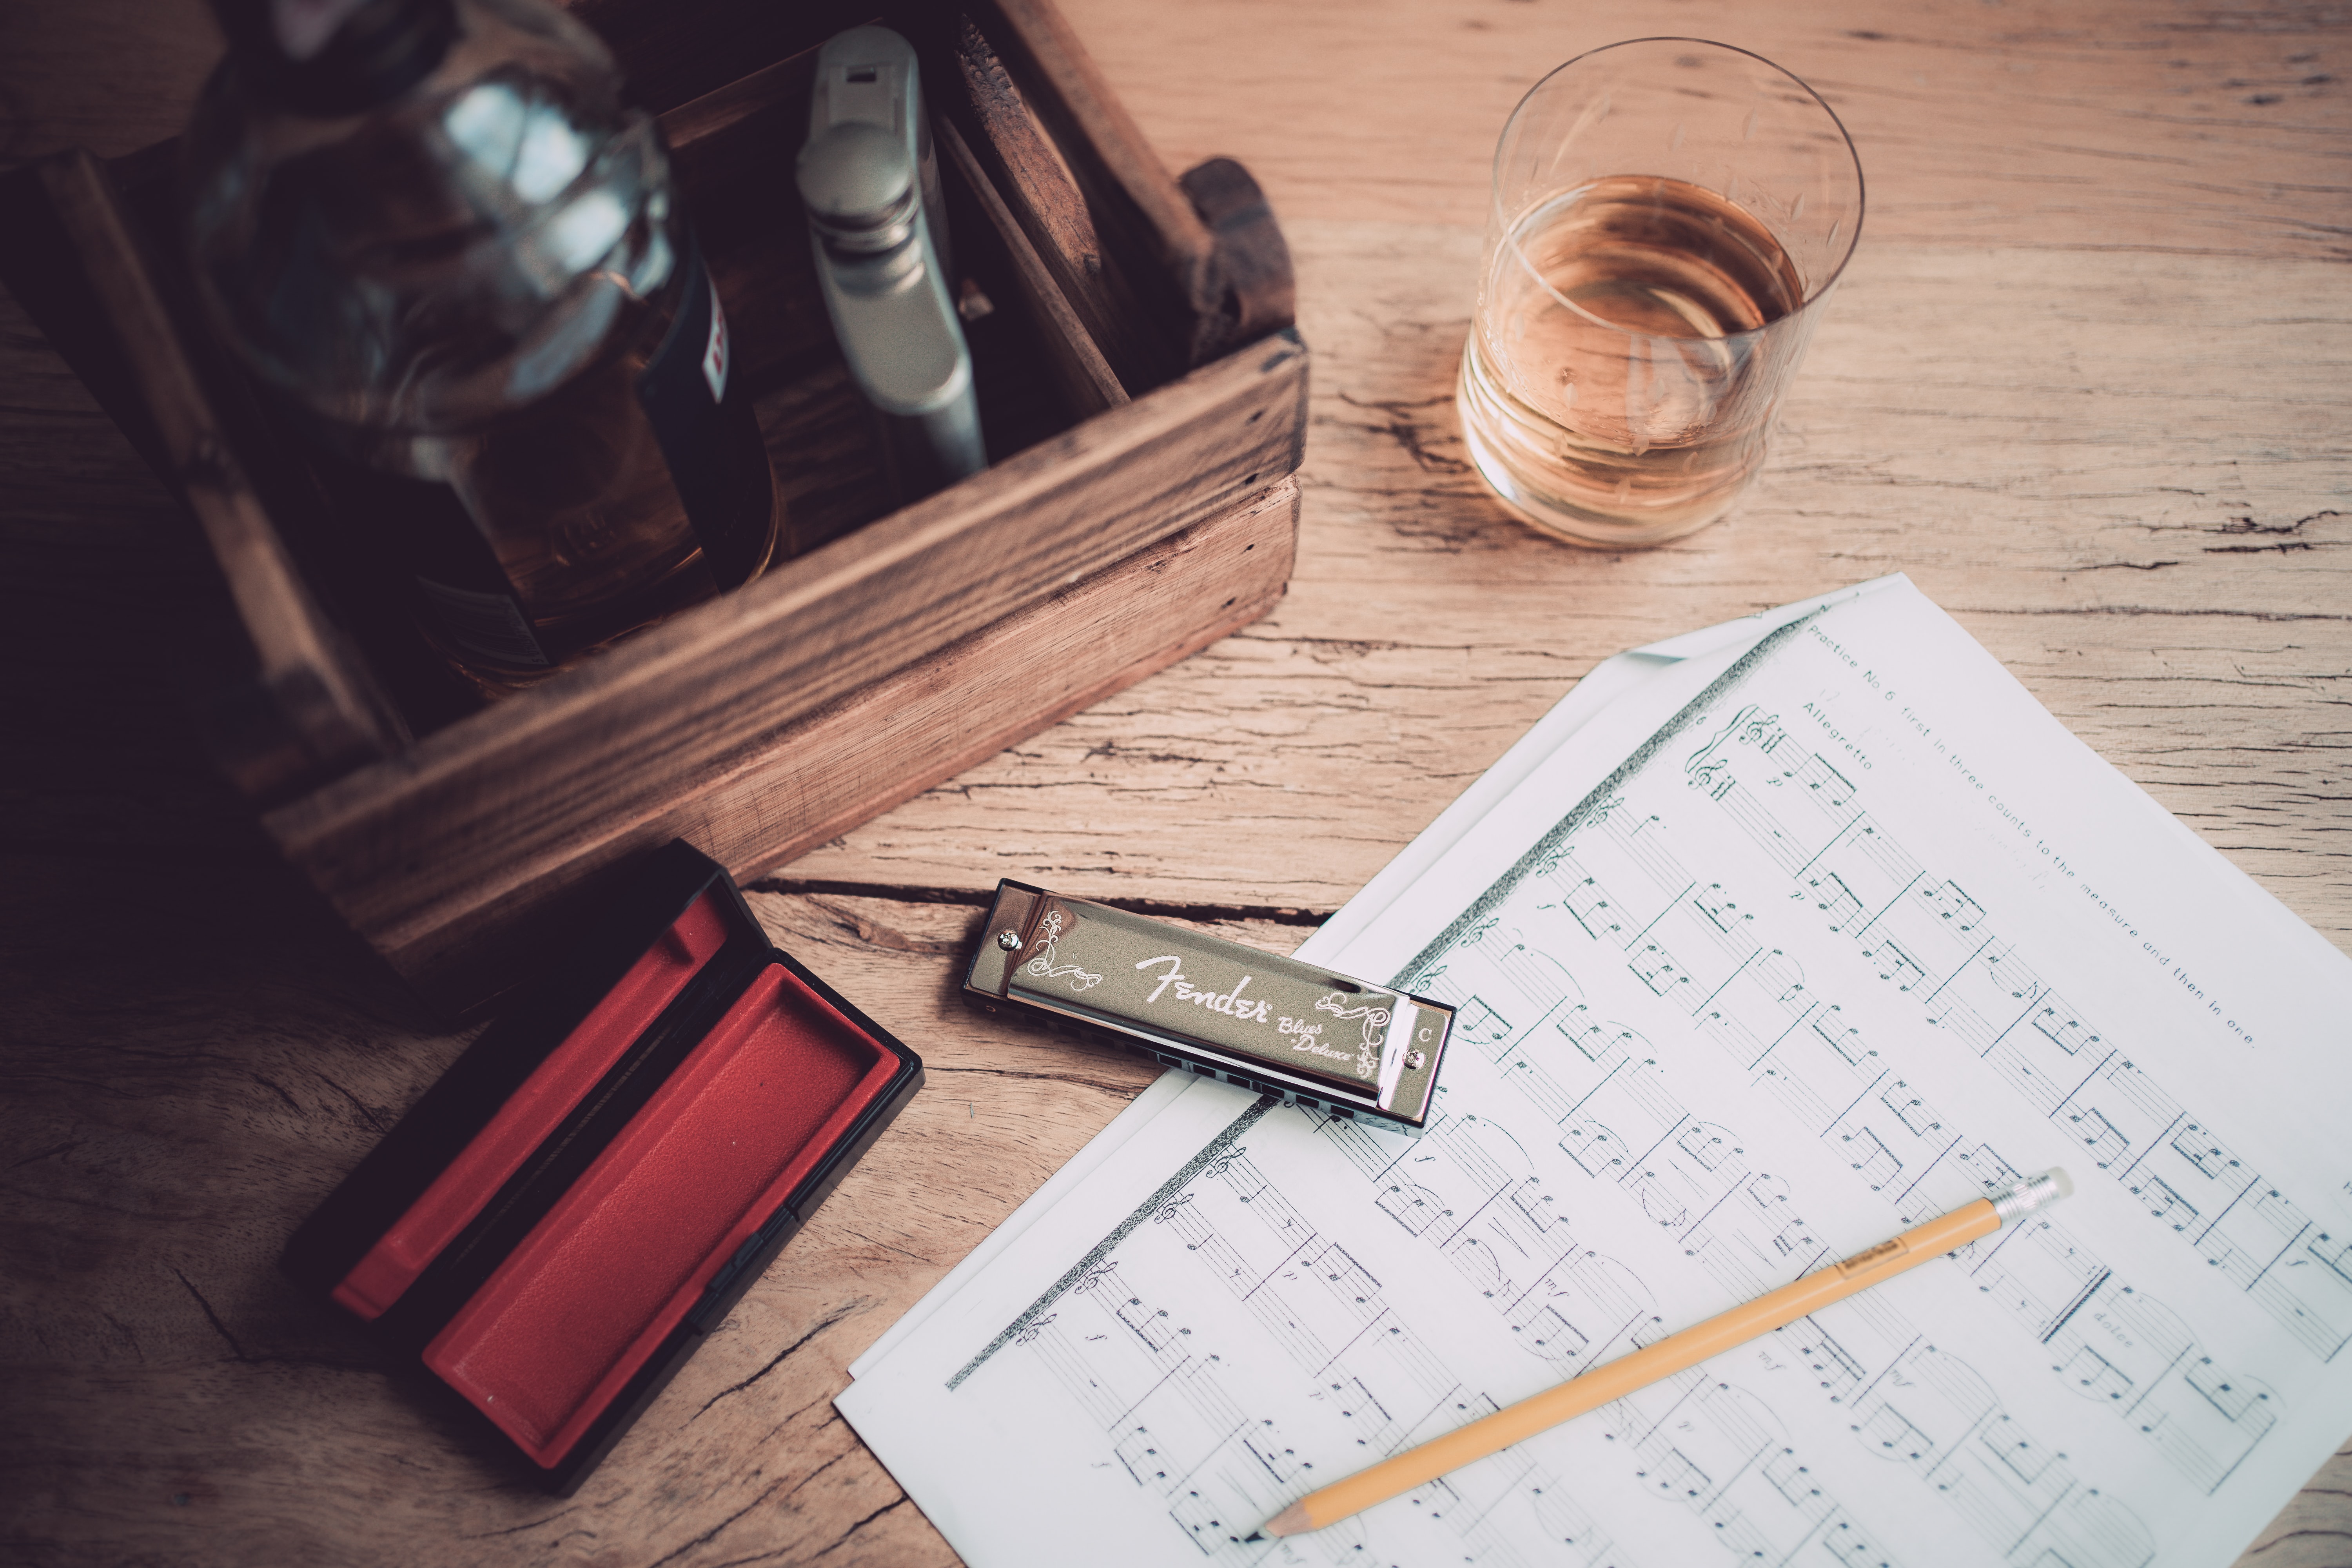 Practice No. 6 first in three counts to the measure and then in one.
Allegretto
6
p
p
f
Fender
Blues
Deluxe
C
f
mf
dolce
f